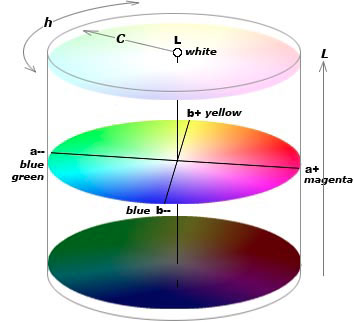 h
C
L
white
L
b+ yellow
a--
blue
green
a+
magenta
blue b--